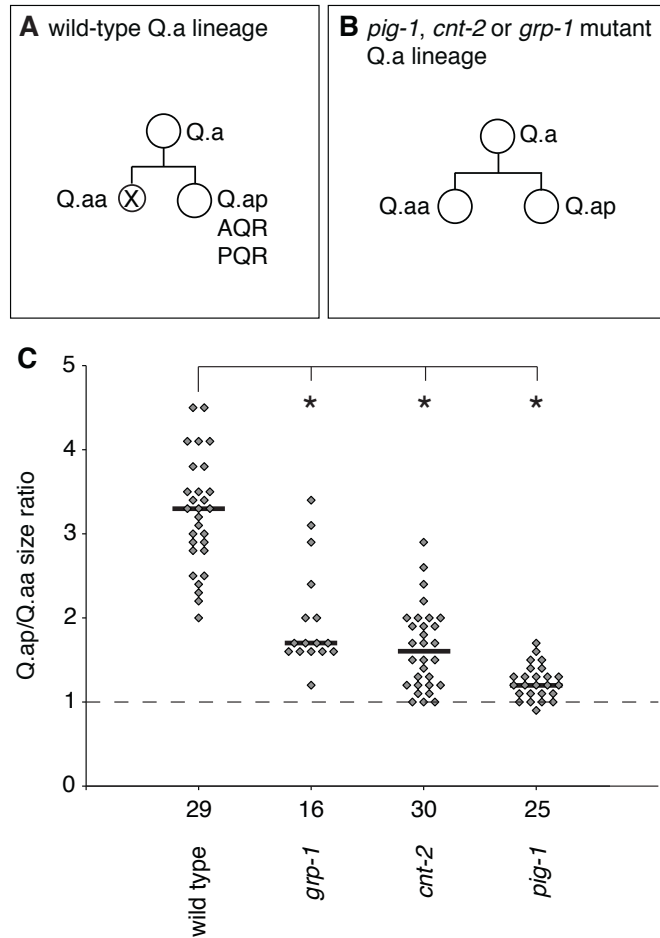 A wild-type Q.a lineage
Q.a
Q.aa
X
Q.ap
AQR
PQR
B pig-1, cnt-2 or grp-1 mutant
Q.a lineage
Q.a
Q.aa
Q.ap
C
Q.ap/Q.aa size ratio
5
4
3
2
1
0
* * *
29 16 30 25
wild type
grp-1
cnt-2
pig-1